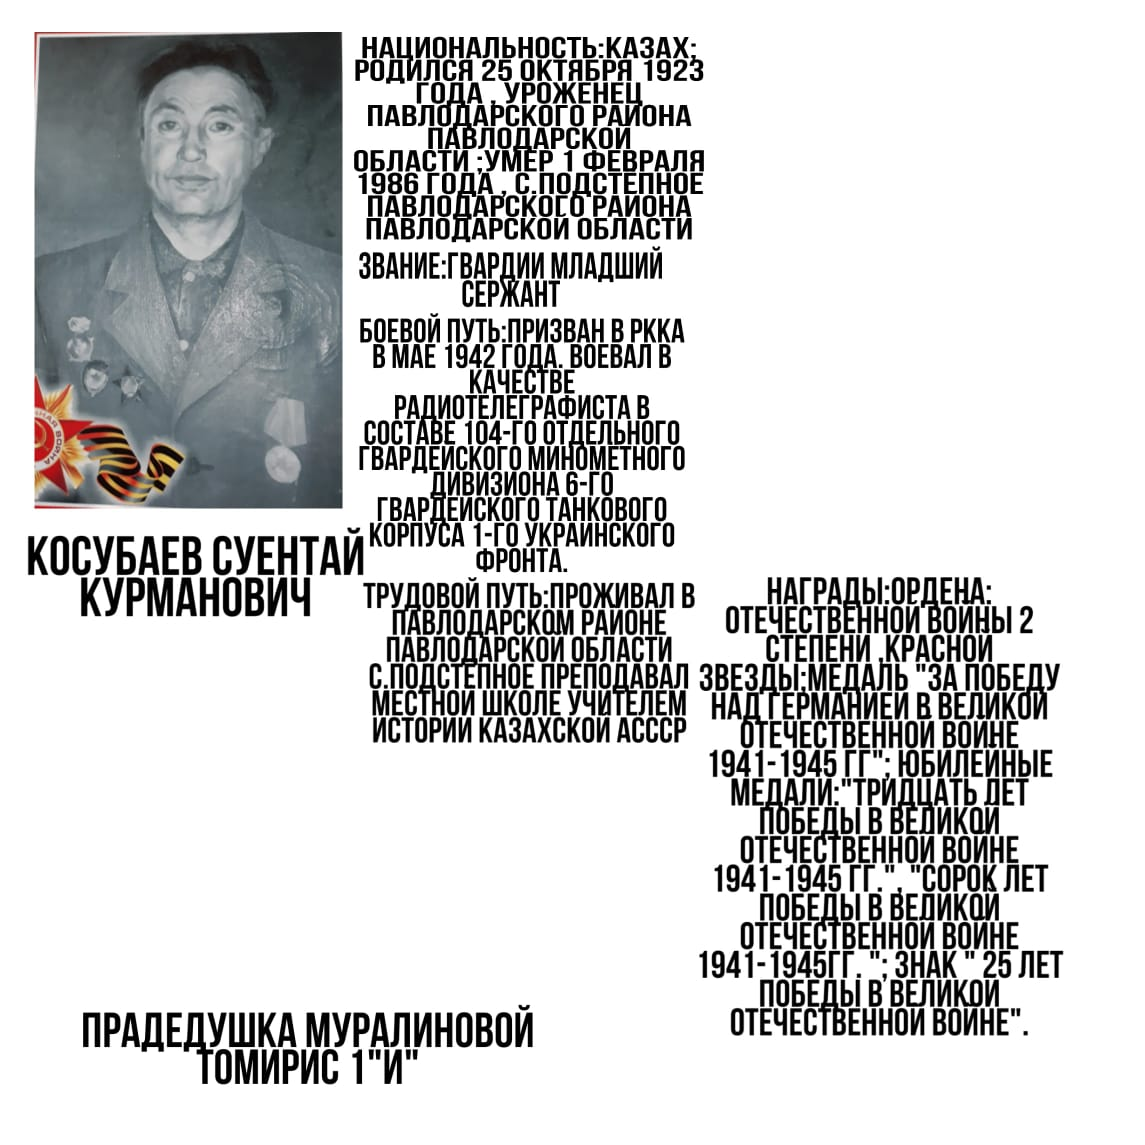 НАЦИОНАЛЬНОСТЬ:КАЗАХ;
РОДИЛСЯ 25 ОКТЯБРЯ 1923
ГОДА , УРОЖЕНЕЦ
ПАВЛОДАРСКОГО РАЙОНА
ПАВЛОДАРСКОЙ
ОБЛАСТИ ;УМЕР 1 ФЕВРАЛЯ
1986 ГОДА , С.ПОДСТЕПНОЕ
ПАВЛОДАРСКОГО РАЙОНА
ПАВЛОДАРСКОЙ ОБЛАСТИ
ЗВАНИЕ:ГВАРДИИ МЛАДШИЙ
СЕРЖАНТ
БОЕВОЙ ПУТЬ:ПРИЗВАН В РККА
В МАЕ 1942 ГОДА. ВОЕВАЛ В
КАЧЕСТВЕ
РАДИОТЕЛЕГРАФИСТА В
СОСТАВЕ 104-ГО ОТДЕЛЬНОГО
ГВАРДЕЙСКОГО МИНОМЕТНОГО
ДИВИЗИОНА 6-ГО
ГВАРДЕЙСКОГО ТАНКОВОГО
КОРПУСА 1-ГО УКРАИНСКОГО
ФРОНТА.
КОСУБАЕВ СУЕНТАЙ
КУРМАНОВИЧ
ТРУДОВОЙ ПУТЬ:ПРОЖИВАЛ В
ПАВЛОДАРСКОМ РАЙОНЕ
ПАВЛОДАРСКОЙ ОБЛАСТИ
С.ПОДСТЕПНОЕ ПРЕПОДАВАЛ
МЕСТНОЙ ШКОЛЕ УЧИТЕЛЕМ
ИСТОРИИ КАЗАХСКОЙ АСССР
НАГРАДЫ:ОРДЕНА:
ОТЕЧЕСТВЕННОЙ ВОЙНЫ 2
СТЕПЕНИ ,КРАСНОЙ
ЗВЕЗДЫ;МЕДАЛЬ "ЗА ПОБЕДУ
НАД ГЕРМАНИЕЙ В ВЕЛИКОЙ
ОТЕЧЕСТВЕННОЙ ВОЙНЕ
1941-1945 ГГ"; ЮБИЛЕЙНЫЕ
МЕДАЛИ:"ТРИДЦАТЬ ЛЕТ
ПОБЕДЫ В ВЕЛИКОЙ
ОТЕЧЕСТВЕННОЙ ВОЙНЕ
1941-1945 ГГ.", "СОРОК ЛЕТ
ПОБЕДЫ В ВЕЛИКОЙ
ОТЕЧЕСТВЕННОЙ ВОЙНЕ
1941-1945ГГ. "; ЗНАК " 25 ЛЕТ
ПОБЕДЫ В ВЕЛИКОЙ
ОТЕЧЕСТВЕННОЙ ВОЙНЕ".
ПРАДЕДУШКА МУРАЛИНОВОЙ
ТОМИРИС 1"И"